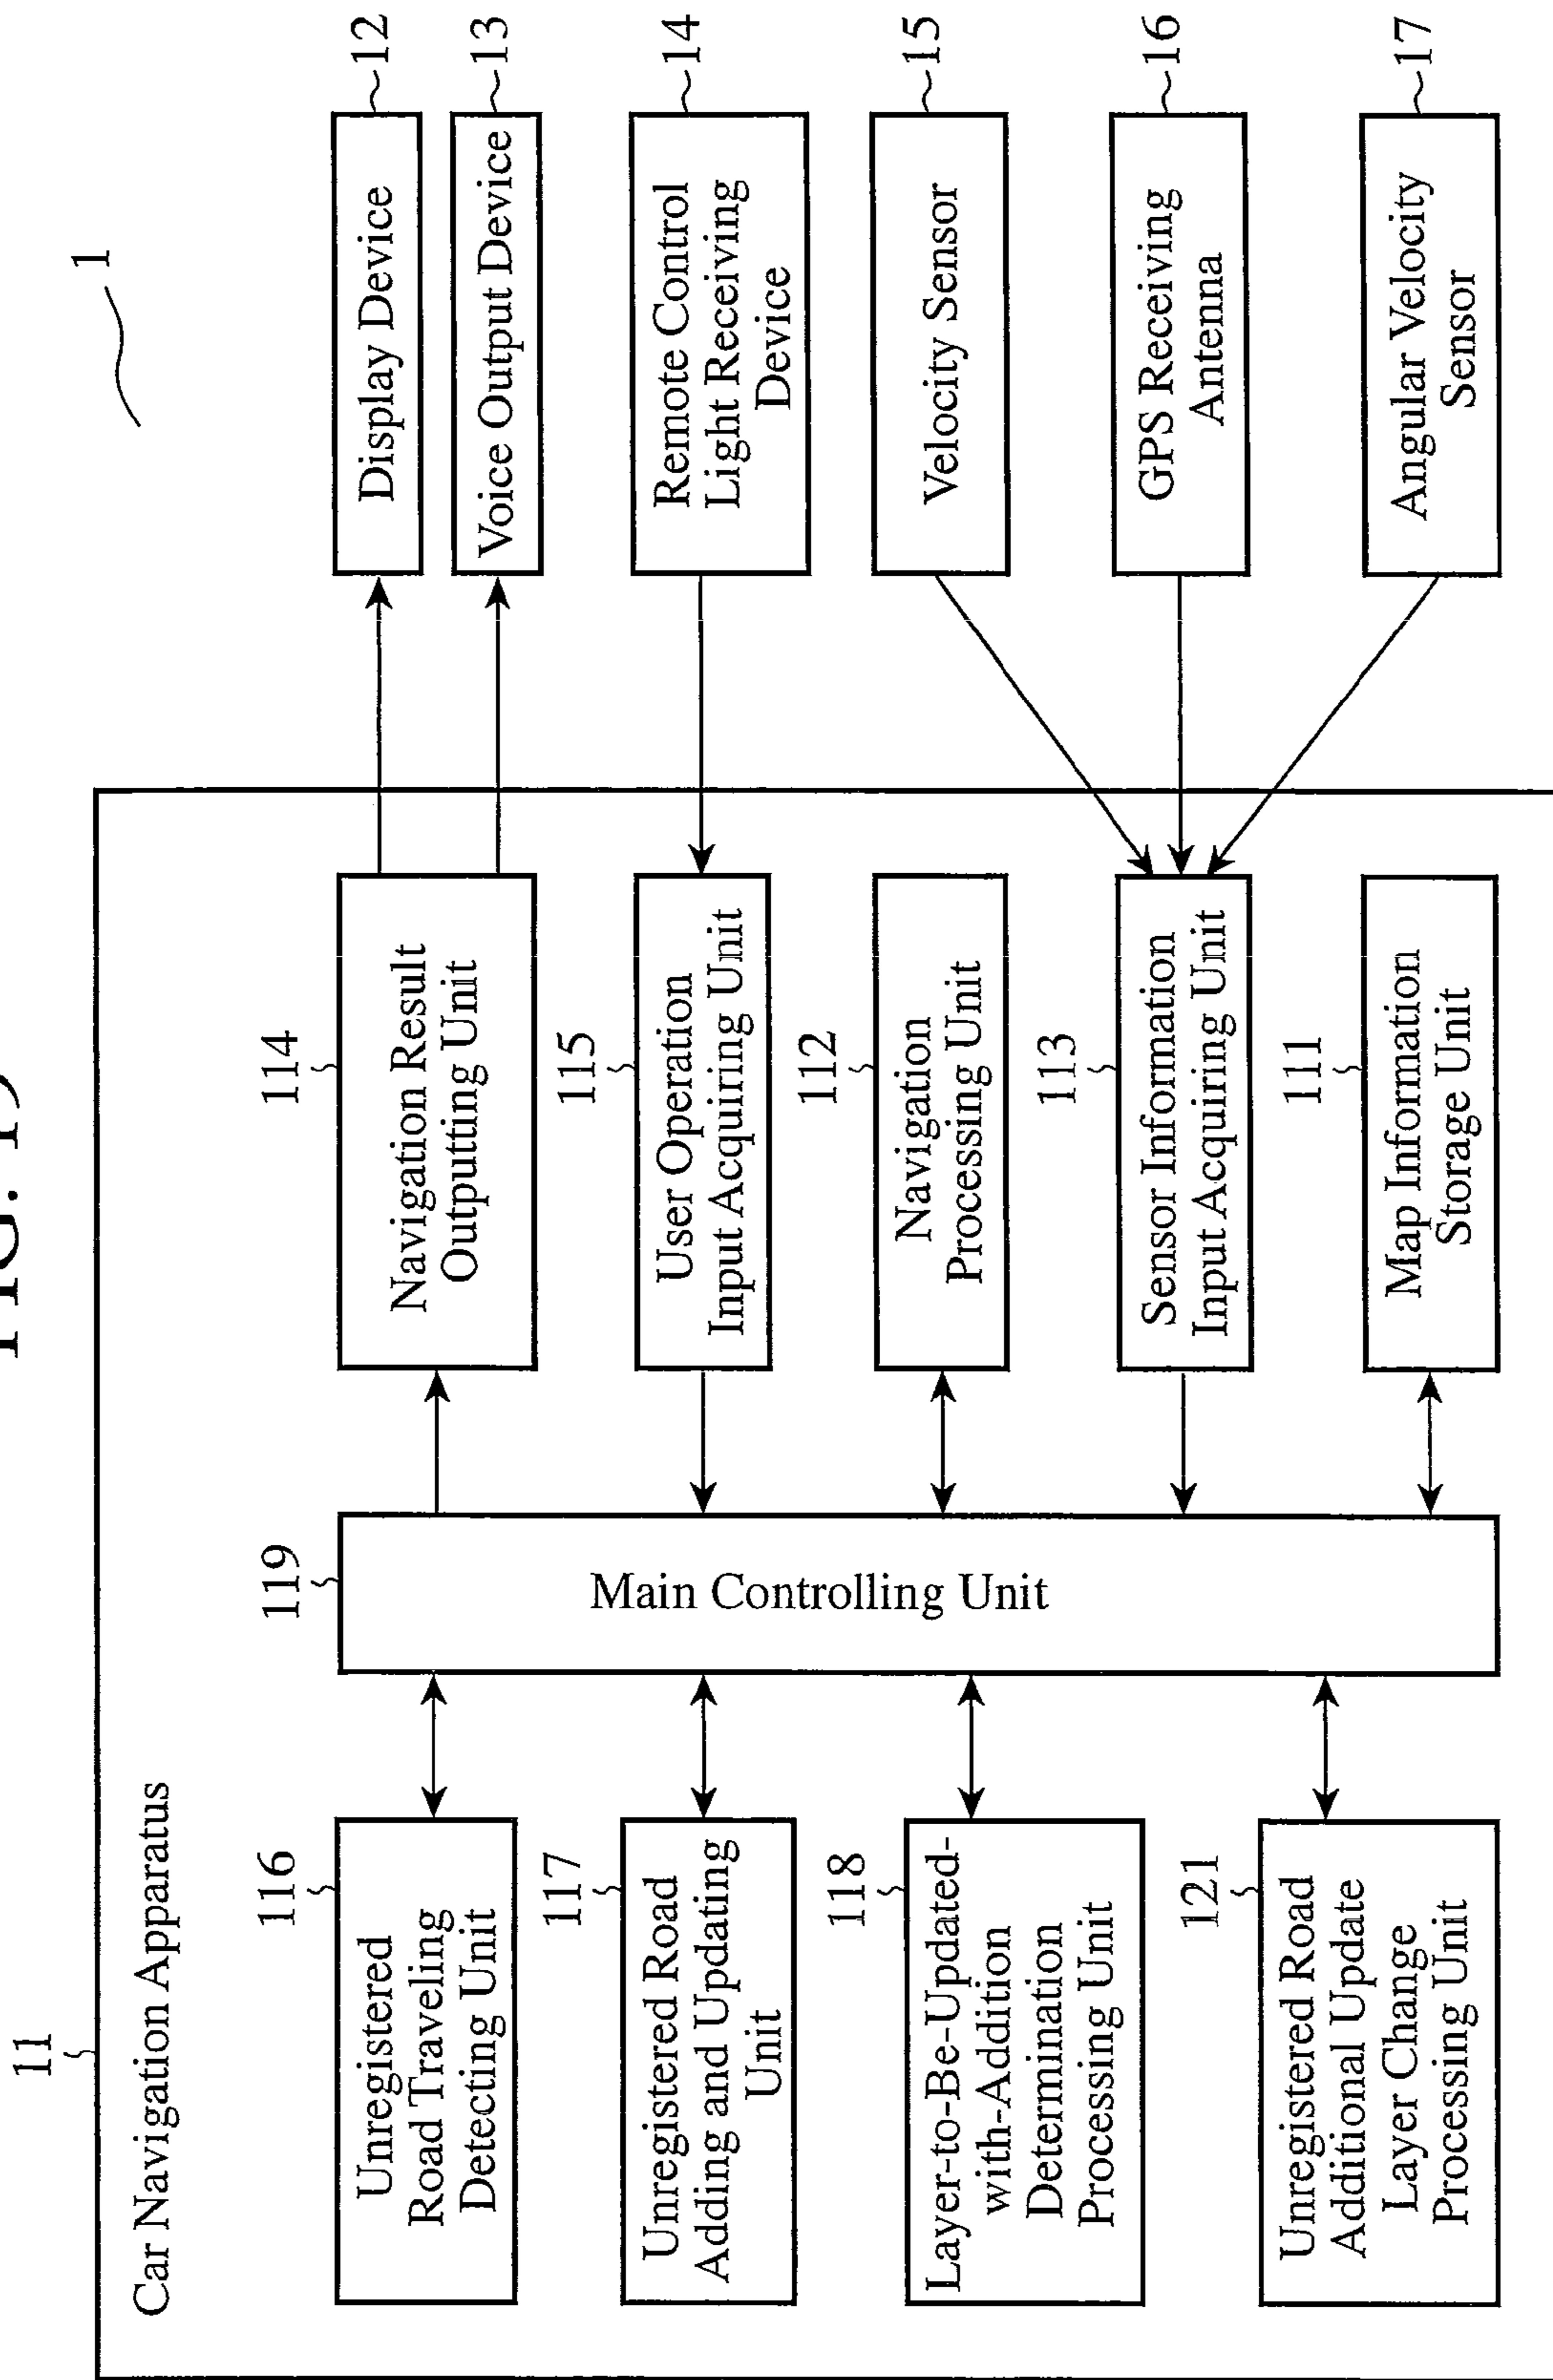 FIG. 19
1
11
Car Navigation Apparatus
116
Unregistered
Road Traveling
Detecting Unit
117
Unregistered Road
Adding and Updating
Unit
118
Layer-to-Be-Updated-
with-Addition
Determination
Processing Unit
121
Unregistered Road
Additional Update
Layer Change
Processing Unit
119
Main Controlling Unit
114
Navigation Result
Outputing Unit
115
User Operation
Input Acquiring Unit
112
Navigation
Processing Unit
113
Sensor Information
Input Acquiring Unit
111
Map Information
Storage Unit
Display Device
12
Voice Output Device
13
Remote Control
Light Receiving
Device
14
Velocity Sensor
15
GPS Receiving
Antenna
16
Angular Velocity
Sensor
17